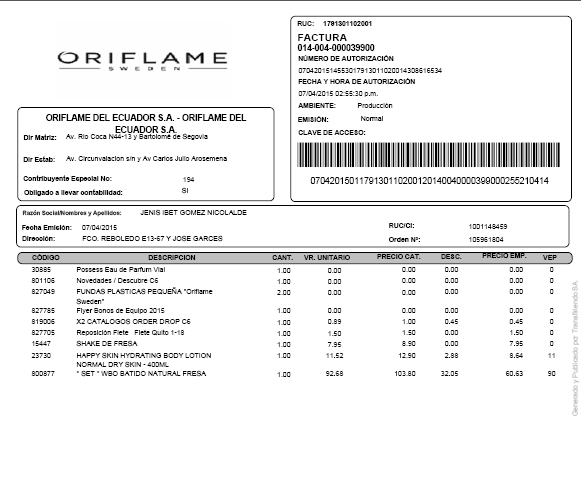 ORIFLAME
SWEDEN
RUC: 1791301102001
FACTURA
014-004-000039900
NÚMERO DE AUTORIZACIÓN
0704201514553017913011020014308616534
FECHA Y HORA DE AUTORIZACIÓN
07/04/2015 02:55:30 p.m.
AMBIENTE: Producción
EMISIÓN: Normal
CLAVE DE ACCESO:
0704201501179130110200120140040000399000255210414
ORIFLAME DEL ECUADOR S.A. - ORIFLAME DEL
ECUADOR S.A.
Dir Matriz: Av. Rio Coca N44-13 y Bartolome de Segovia
Dir Estab: Av. Circunvalacion s/n y Av Carlos Julio Arosemena
Contribuyente Especial No: 194
Obligado a llevar contabilidad: SI
Razón Social/Nombres y Apellidos: JENIS IBET GOMEZ NICOLALDE
Fecha Emisión: 07/04/2015 RUC/CI: 1001148459
Dirección: FCO. REBOLEDO E13-67 Y JOSE GARCES Orden Nº: 105961804
CÓDIGO DESCRIPCION CANT. VR. UNITARIO PRECIO CAT. DESC. PRECIO EMP. VEP
30885 Possess Eau de Parfum Vial 1.00 0.00 0.00 0.00 0.00 0
801106 Novedades / Descubre C6 1.00 0.00 0.00 0.00 0.00 0
827049 FUNDAS PLASTICAS PEQUEÑA "Oriflame 2.00 0.00 0.00 0.00 0.00 0
Sweden"
827785 Flyer Bonos de Equipo 2015 1.00 0.00 0.00 0.00 0.00 0
819006 X2 CATALOGOS ORDER DROP C6 1.00 0.89 1.00 0.45 0.45 0
827705 Reposición Flete Flete Quito 1-18 1.00 1.50 1.50 0.00 1.50 0
15447 SHAKE DE FRESA 1.00 7.95 8.90 0.00 7.95 0
23730 HAPPY SKIN HYDRATING BODY LOTION 1.00 11.52 12.90 2.88 8.64 11
NORMAL DRY SKIN - 400ML
800877 " SET " WBO BATIDO NATURAL FRESA 1.00 92.68 103.80 32.05 60.63 90
Generado y Publicado por Transfiriendo SA.